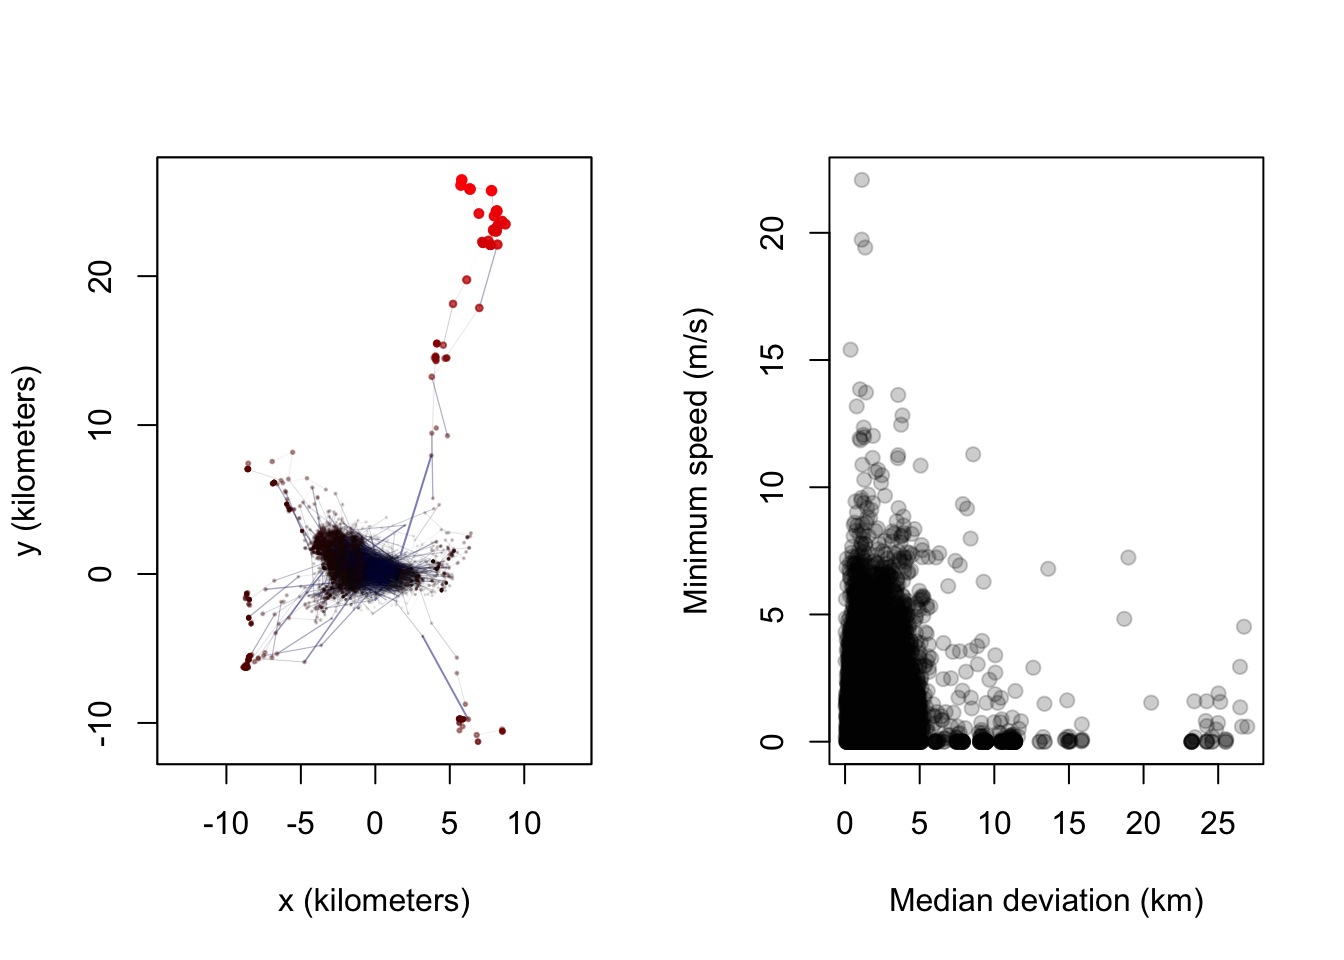 y (kilometers)
20
10
0
-10
-10 -5 0 5 10
x (kilometers)
Minimum speed (m/s)
20
15
10
5
0
0 5 10 15 20 25
Median deviation (km)